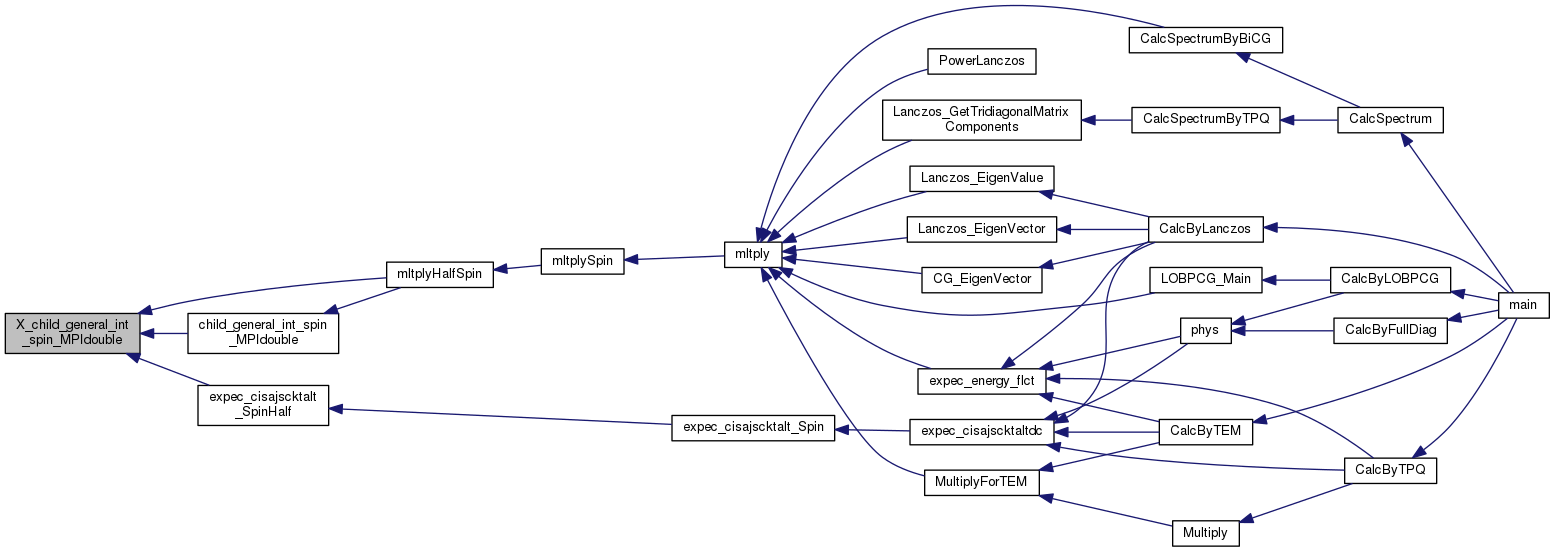 X_child_general_int
_spin_MPIdouble
mltplyHalfSpin
child_general_int_spin
_MPIdouble
expec_cisajscktalt
_SpinHalf
mltplySpin
expec_cisajscktalt_Spin
mltply
CalcSpectrumByBiCG
PowerLanczos
Lanczos_GetTridiagonalMatrix
Components
CalcSpectrumByTPQ
CalcSpectrum
Lanczos_EigenValue
Lanczos_EigenVector
CalcByLanczos
CG_EigenVector
LOBPCG_Main
CalcByLOBPCG
main
phys
CalcByFullDiag
expec_energy_flct
expec_cisajscktaltdc
CalcByTEM
CalcByTPQ
MultiplyForTEM
Multiply